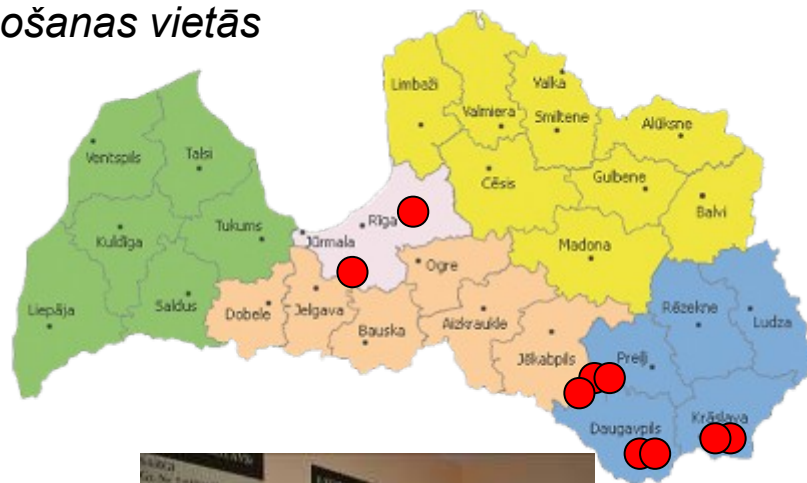 ošanas vietās
Limbaži
Valka
Valmiera
Smiltene
Alūksne
Ventspils
Talsi
Cēsis
Gulbene
Balvi
Rīga
Tukums
Jūrmala
Kuldīga
Madona
Ogre
Rēzekne
Liepāja
Saldus
Dobele
Jelgava
Aizkraukle
Ludza
Bauska
Jēkabpils
Preiļi
Krāslava
Daugavpils